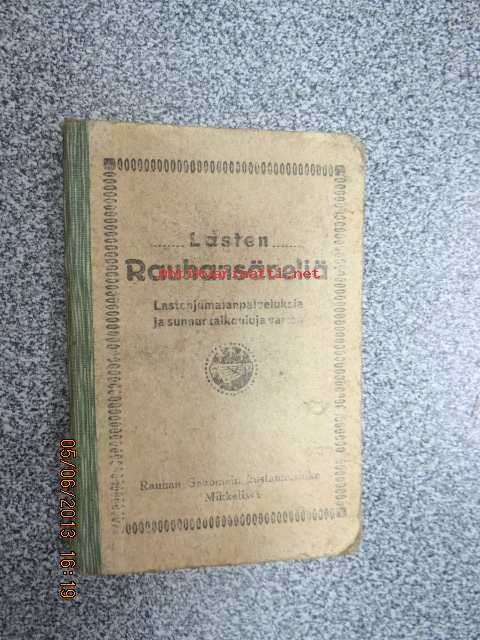 Lasten
Rauhansäveliä
Lastenjumalanpalveluksia
ja sunnuntaikouluja varten
Rauhan Sanomain kustannusliike
Mikkelissä
antikvariaatti.net
05/06/2013 16:19